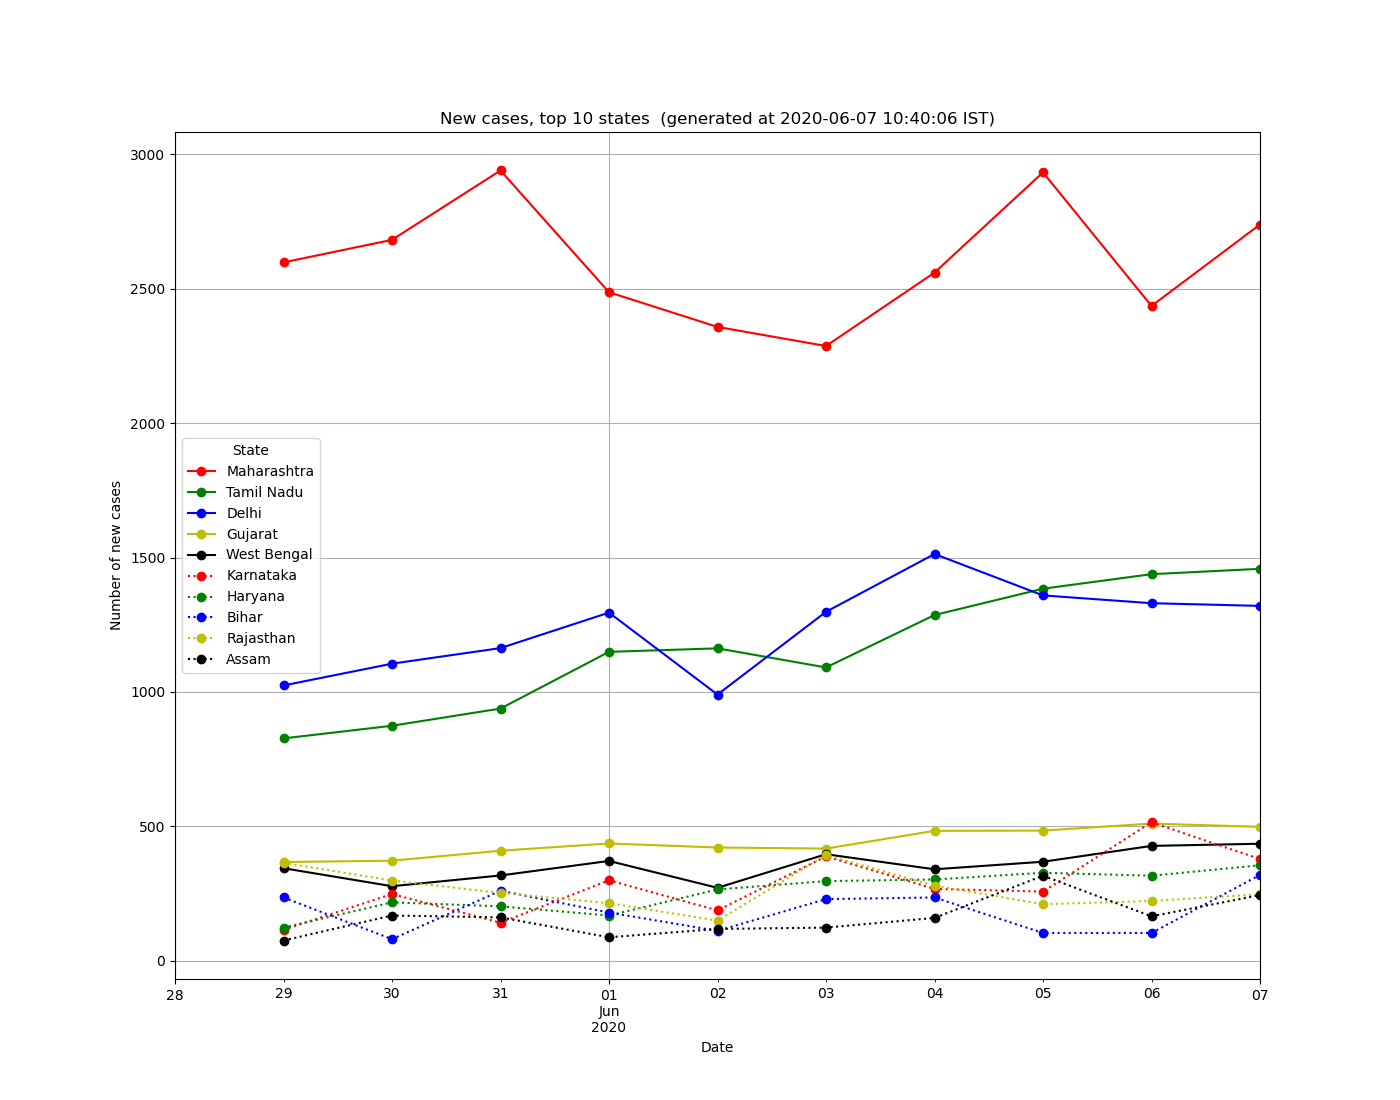 New cases, top 10 states  (generated at 2020-06-07 10:40:06 IST)
3000
2500
2000
1500
1000
500
0
Number of new cases
State
Maharashtra
Tamil Nadu
Delhi
Gujarat
West Bengal
Karnataka
Haryana
Bihar
Rajasthan
Assam
28 29 30 31 01 02 03 04 05 06 07
Jun
2020
Date